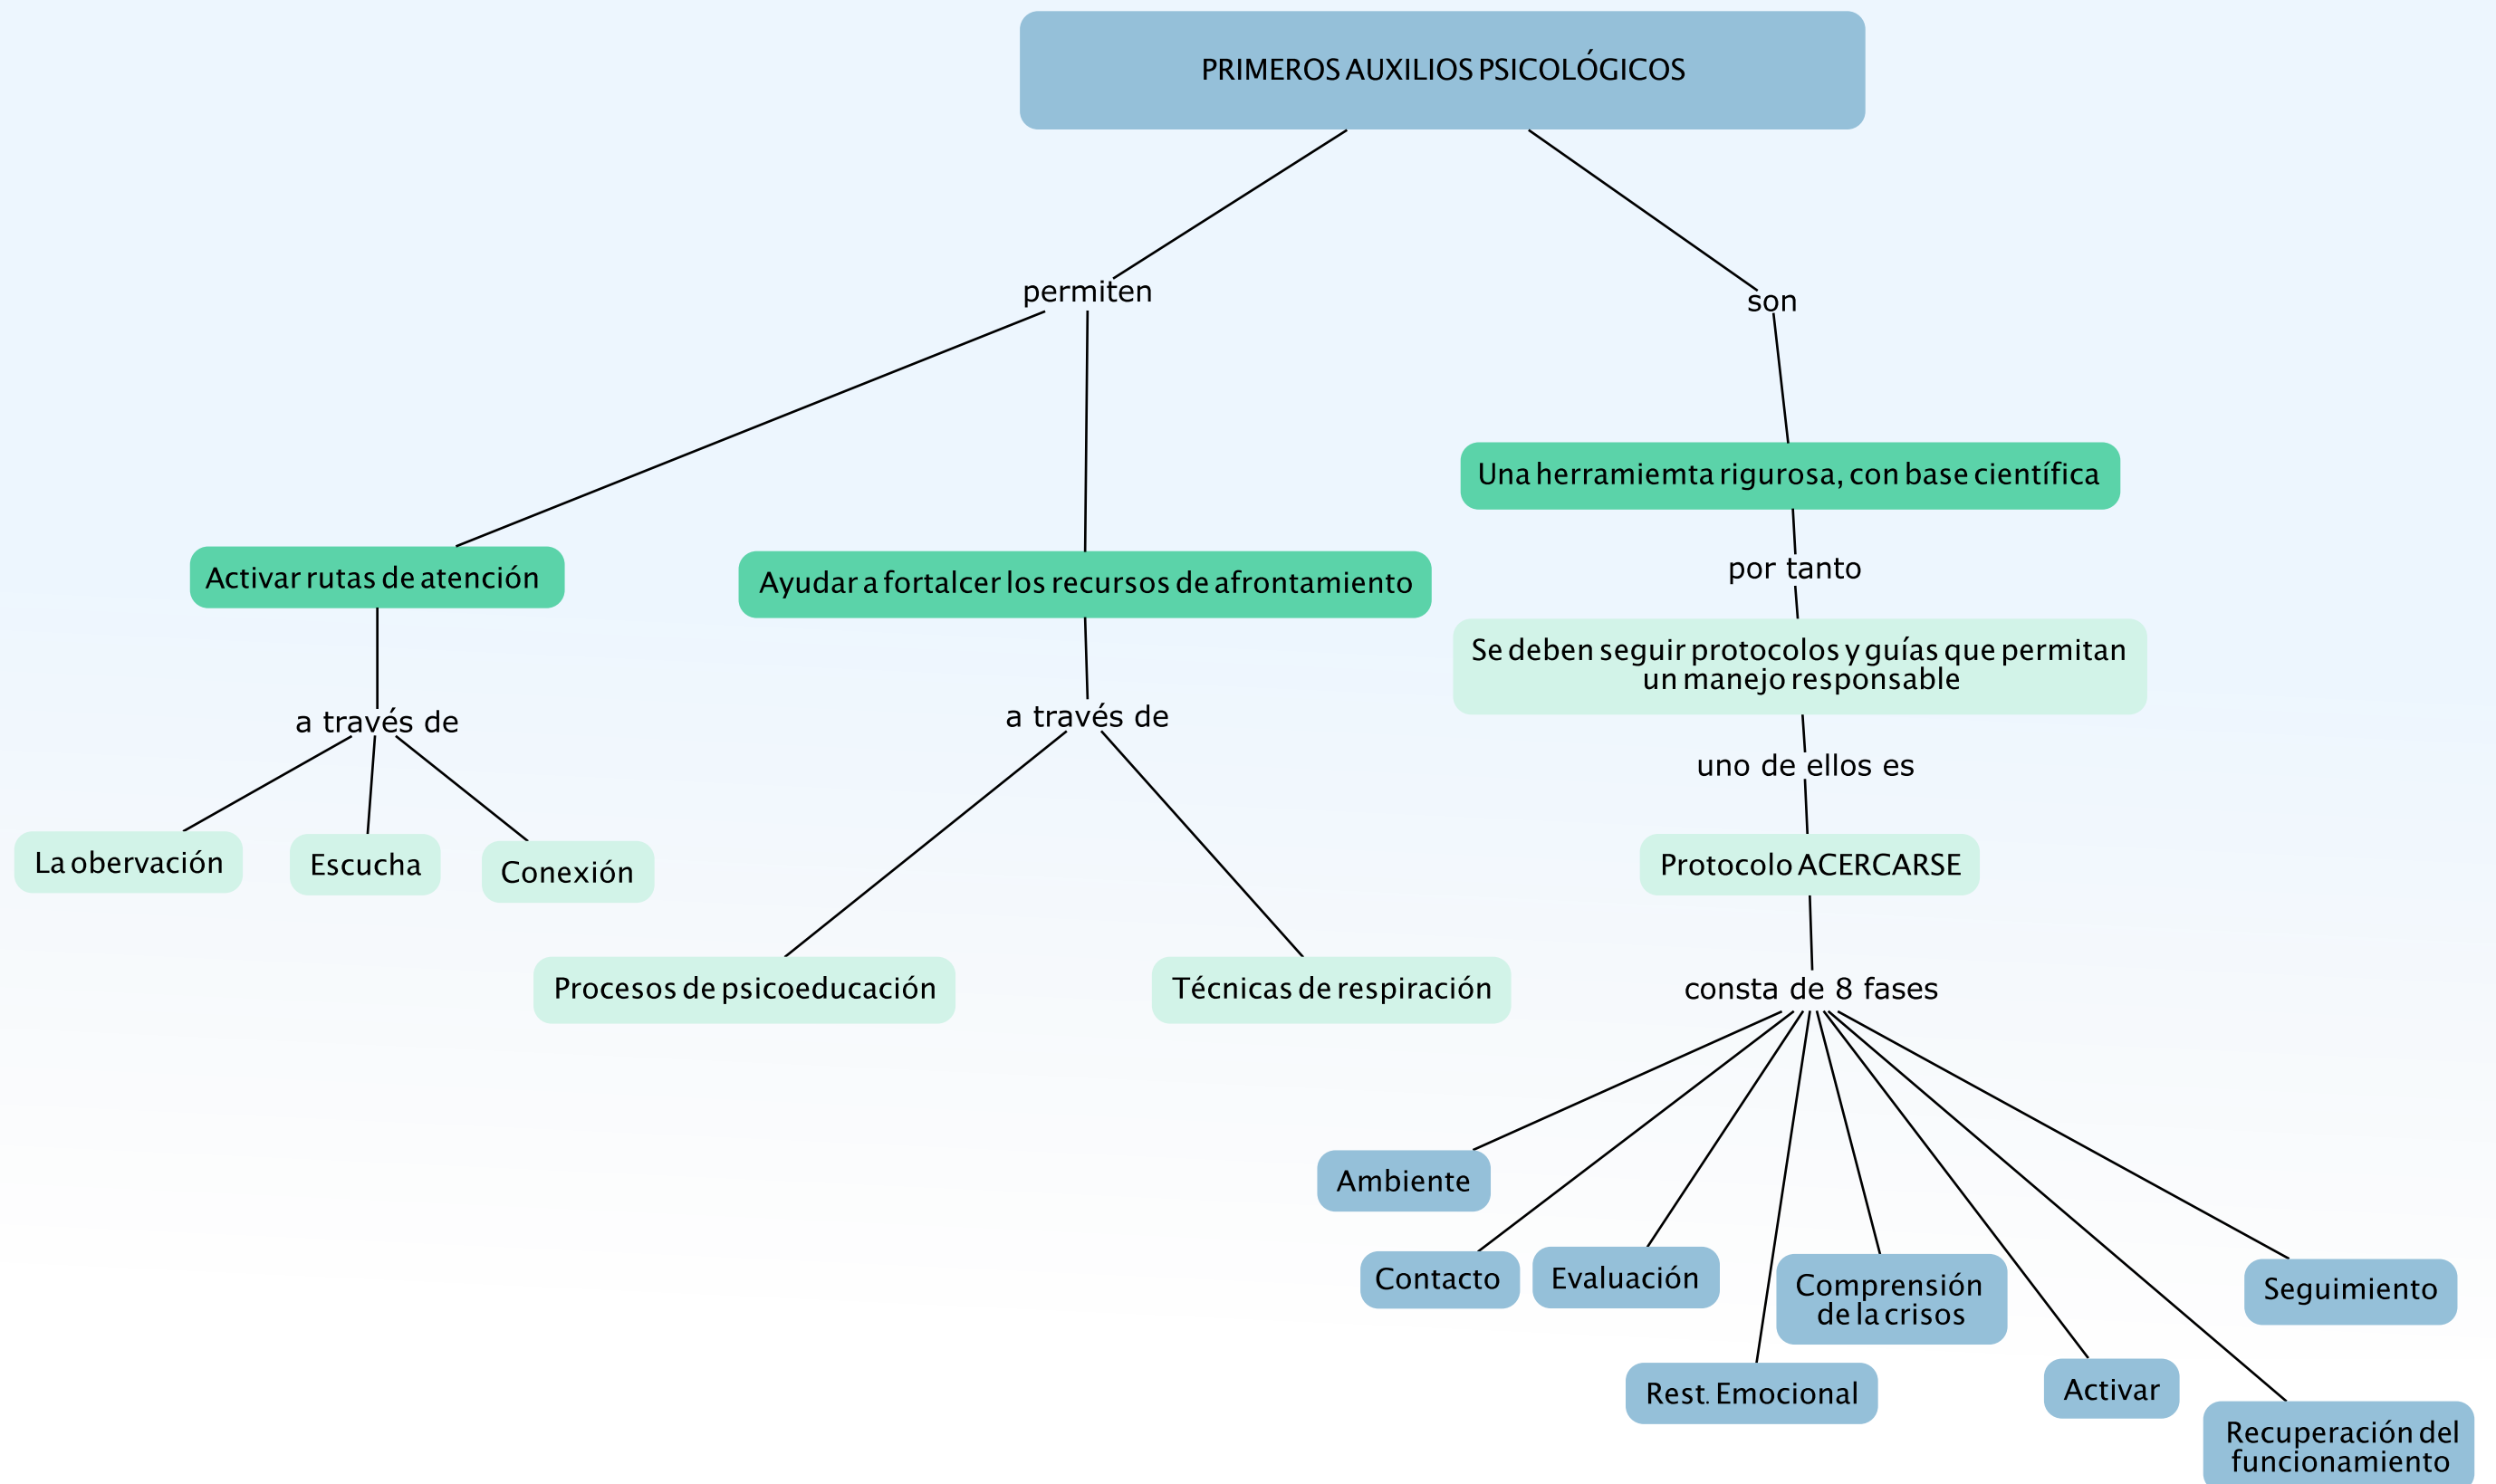 PRIMEROS AUXILIOS PSICOLÓGICOS
permiten
son
Una herramiemta rigurosa, con base científica
Activar rutas de atención
Ayudar a fortalcer los recursos de afrontamiento
por tanto
Se deben seguir protocolos y guías que permitan
un manejo responsable
a través de
a través de
uno de ellos es
La obervación
Escucha
Conexión
Protocolo ACERCARSE
Procesos de psicoeducación
Técnicas de respiración
consta de 8 fases
Ambiente
Contacto
Evaluación
Comprensión
de la crisos
Seguimiento
Rest. Emocional
Activar
Recuperación del
funcionamiento